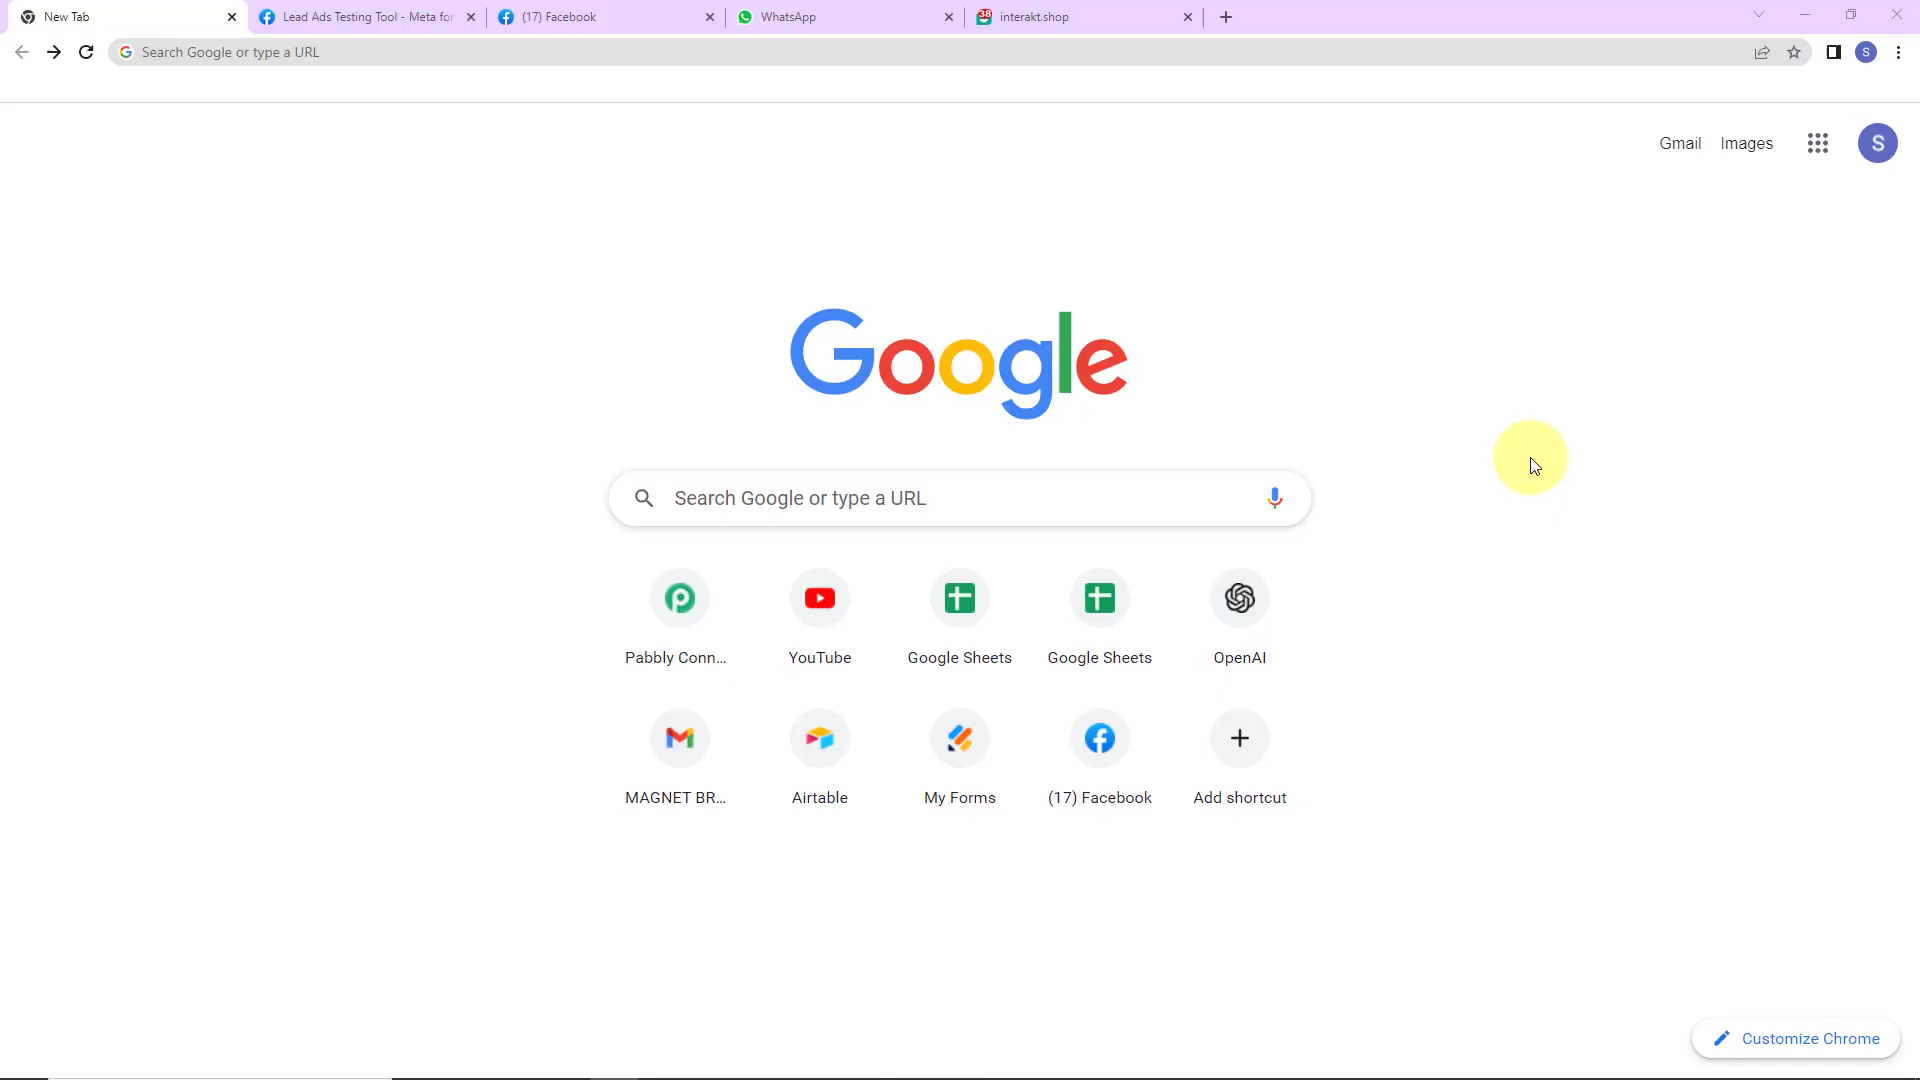 New Tab
Lead Ads Testing Tool - Meta for
(17) Facebook
WhatsApp
38
interakt.shop
Search Google or type a URL
S
Gmail
Images
S
Google
Search Google or type a URL
Pabbly Conn...
YouTube
Google Sheets
Google Sheets
OpenAI
MAGNET BR...
Airtable
My Forms
(17) Facebook
Add shortcut
Customize Chrome